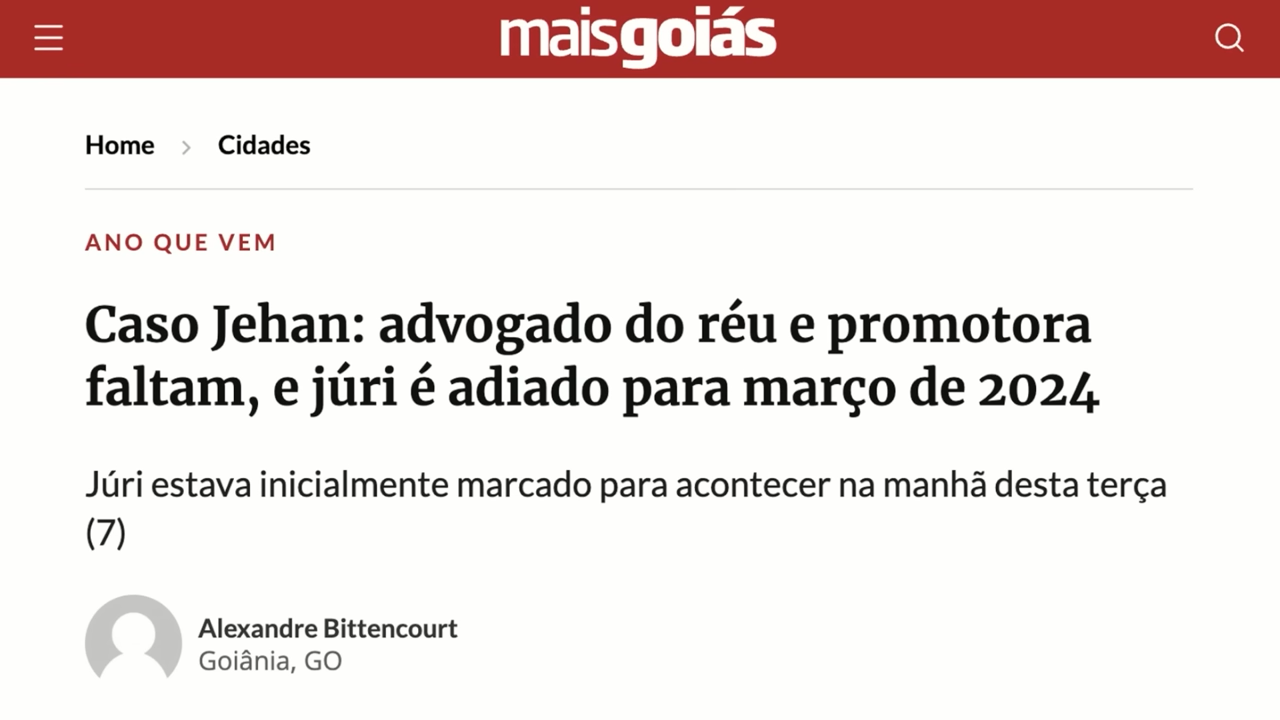 maisgoiás
Home > Cidades
ANO QUE VEM
Caso Jehan: advogado do réu e promotora
faltam, e júri é adiado para março de 2024
Júri estava inicialmente marcado para acontecer na manhã desta terça
(7)
Alexandre Bittencourt
Goiânia, GO